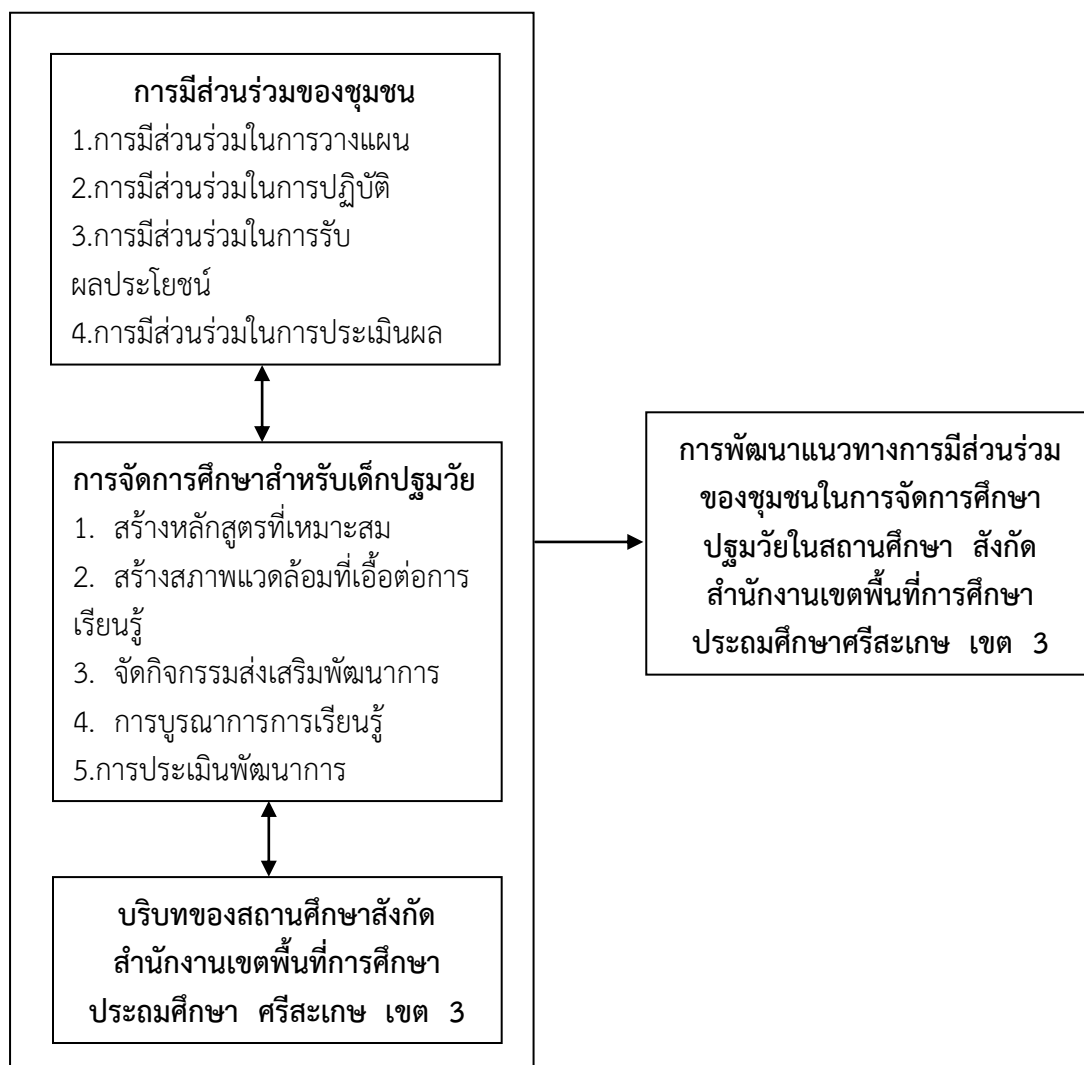 การมีส่วนร่วมของชุมชน
1.การมีส่วนร่วมในการวางแผน
2.การมีส่วนร่วมในการปฏิบัติ
3.การมีส่วนร่วมในการรับ
ผลประโยชน์
4.การมีส่วนร่วมในการประเมินผล
การจัดการศึกษาสำหรับเด็กปฐมวัย
1. สร้างหลักสูตรที่เหมาะสม
2. สร้างสภาพแวดล้อมที่เอื้อต่อการ
เรียนรู้
3. จัดกิจกรรมส่งเสริมพัฒนาการ
4. การบูรณาการการเรียนรู้
5.การประเมินพัฒนาการ
บริบทของสถานศึกษาสังกัด
สำนักงานเขตพื้นที่การศึกษา
ประถมศึกษา ศรีสะเกษ เขต 3
การพัฒนาแนวทางการมีส่วนร่วม
ของชุมชนในการจัดการศึกษา
ปฐมวัยในสถานศึกษา สังกัด
สำนักงานเขตพื้นที่การศึกษา
ประถมศึกษาศรีสะเกษ เขต 3